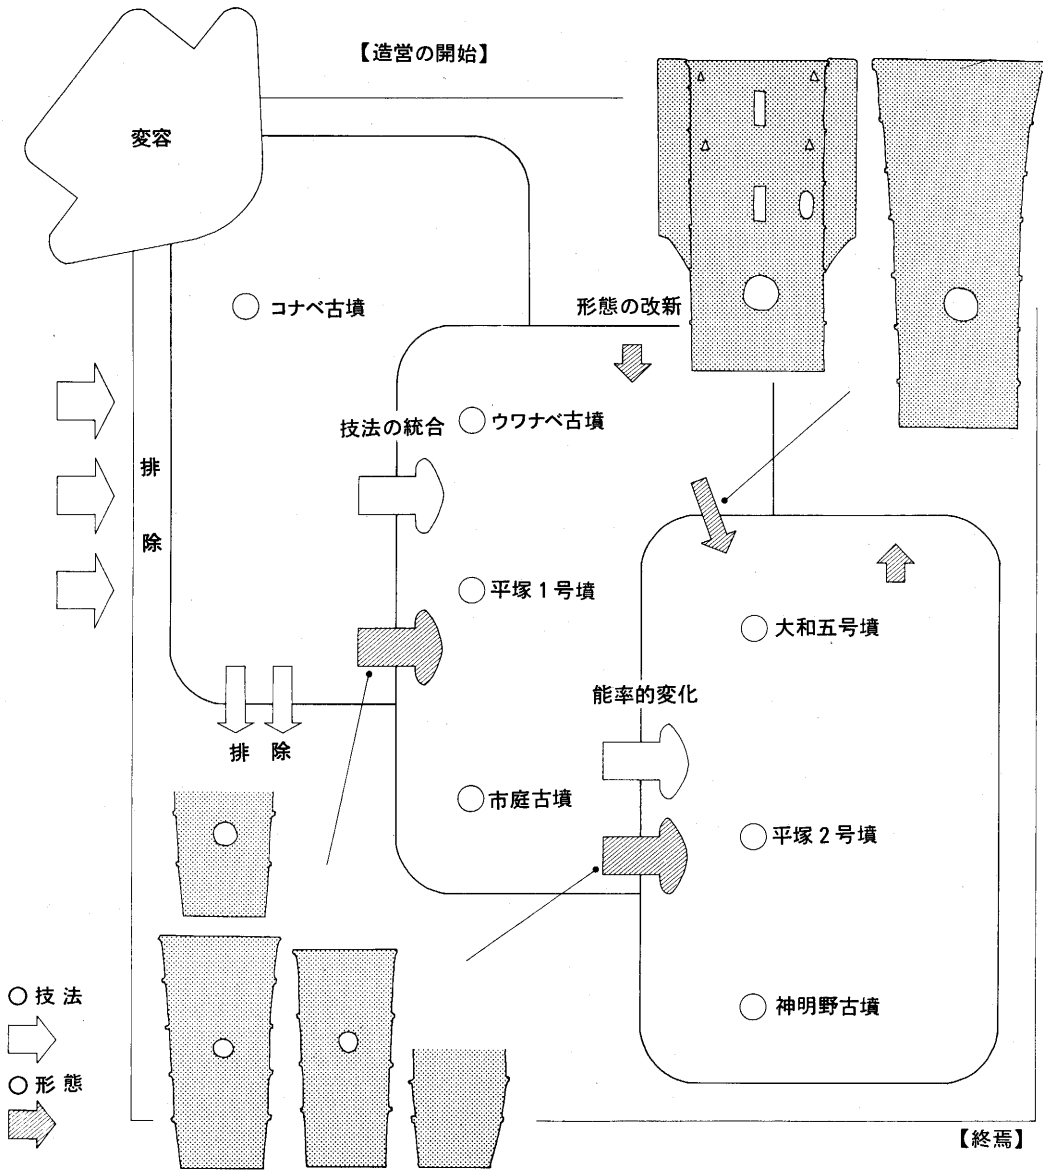 【造営の開始】
変容
コナベ古墳
形態の改新
技法の統合
ウワナベ古墳
排
除
平塚1号墳
大和五号墳
能率的変化
排 除
市庭古墳
平塚2号墳
神明野古墳
○技法
○形態
【終焉】